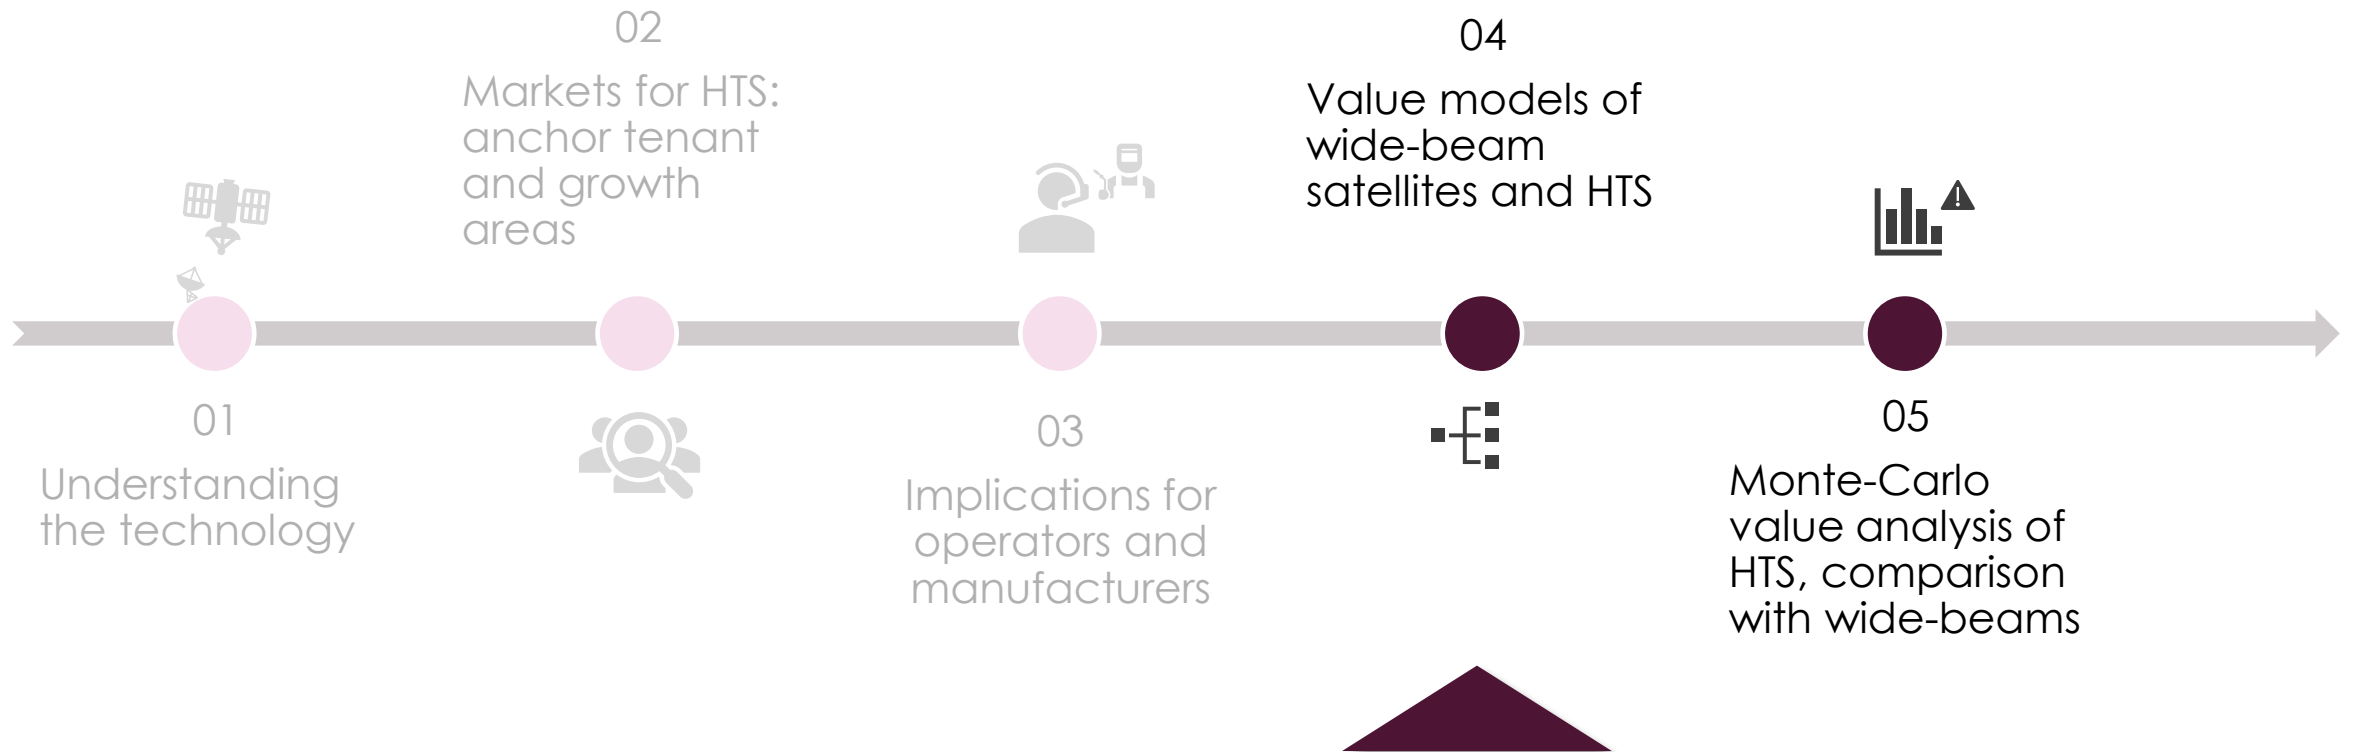 01
Understanding
the technology
02
Markets for HTS:
anchor tenant
and growth
areas
03
Implications for
operators and
manufacturers
04
Value models of
wide-beam
satellites and HTS
05
Monte-Carlo
value analysis of
HTS, comparison
with wide-beams